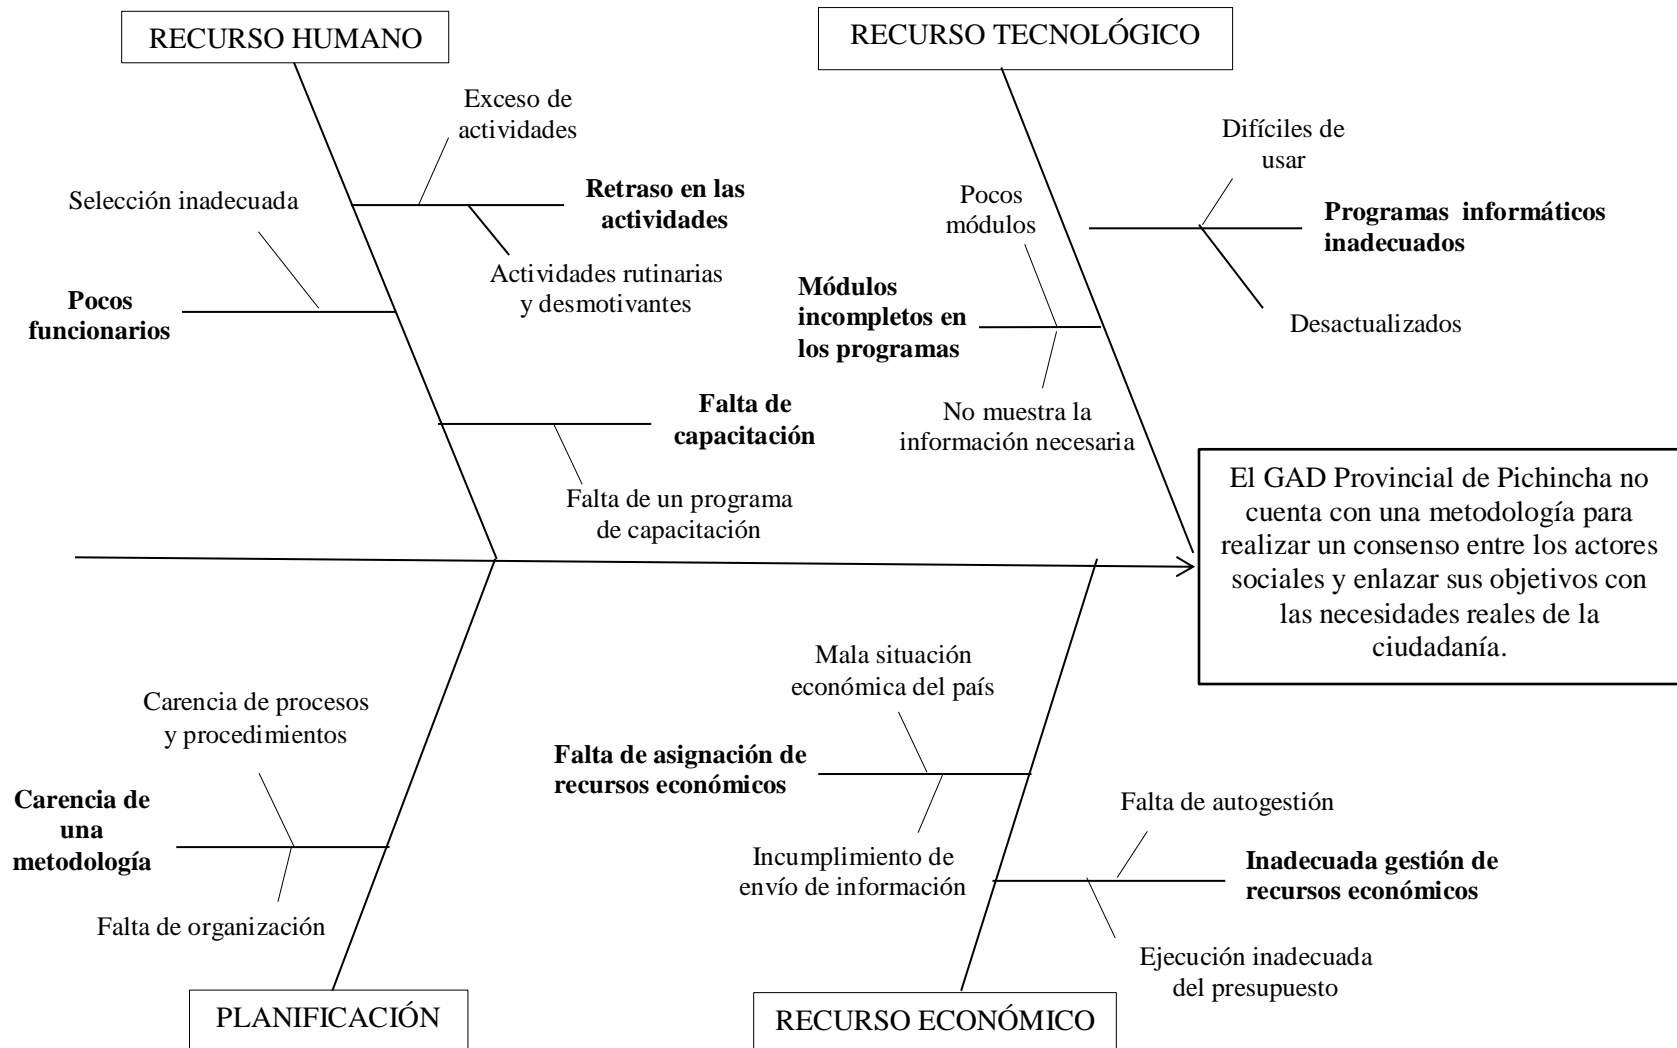 RECURSO HUMANO
RECURSO TECNOLÓGICO
Exceso de
actividades
Selección inadecuada
Retraso en las
actividades
Actividades rutinarias
y desmotivantes
Pocos
funcionarios
Falta de
capacitación
Falta de un programa
de capacitación
Difíciles de
usar
Programas informáticos
inadecuados
Desactualizados
Pocos
módulos
Módulos
incompletos en
los programas
No muestra la
información necesaria
El GAD Provincial de Pichincha no
cuenta con una metodología para
realizar un consenso entre los actores
sociales y enlazar sus objetivos con
las necesidades reales de la
ciudadanía.
Carencia de procesos
y procedimientos
Carencia de
una
metodología
Falta de organización
Mala situación
económica del país
Falta de asignación de
recursos económicos
Incumplimiento de
envío de información
Falta de autogestión
Inadecuada gestión de
recursos económicos
Ejecución inadecuada
del presupuesto
PLANIFICACIÓN
RECURSO ECONÓMICO